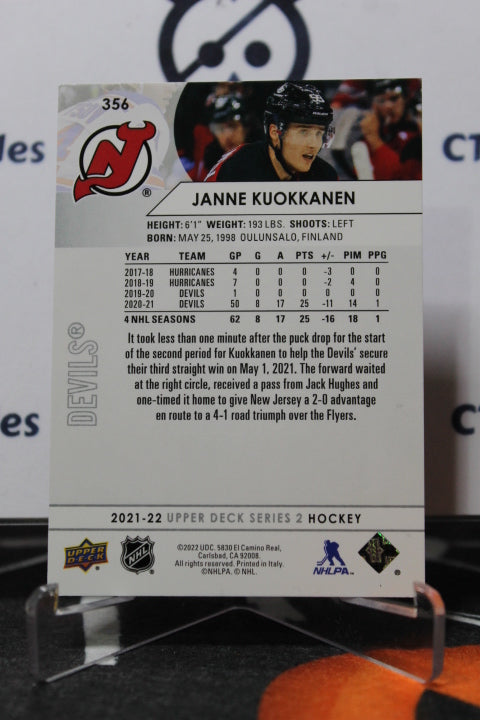 356
®
JANNE KUOKKANEN
HEIGHT: 6'1" WEIGHT: 193 LBS. SHOOTS: LEFT
BORN: MAY 25, 1998 OULUNSALO, FINLAND
YEAR TEAM GP G A PTS +/- PIM PPG
2017-18 HURRICANES 4 0 0 0 -3 0 0
2018-19 HURRICANES 7 0 0 0 -2 4 0
2019-20 DEVILS 1 0 0 0 0 0 0
2020-21 DEVILS 50 8 17 25 -11 14 1
4 NHL SEASONS 62 8 17 25 -16 18 1
It took less than one minute after the puck drop for the start
of the second period for Kuokkanen to help the Devils' secure
their third straight win on May 1, 2021. The forward waited
at the right circle, received a pass from Jack Hughes and
one-timed it home to give New Jersey a 2-0 advantage
en route to a 4-1 road triumph over the Flyers.
DEVILS®
2021-22 UPPER DECK SERIES 2 HOCKEY
UPPER DECK
NHL
©2022 UDC. 5830 El Camino Real,
Carlsbad, CA 92008.
All rights reserved. Printed in Italy.
©NHLPA. © NHL.
NHLPA
®